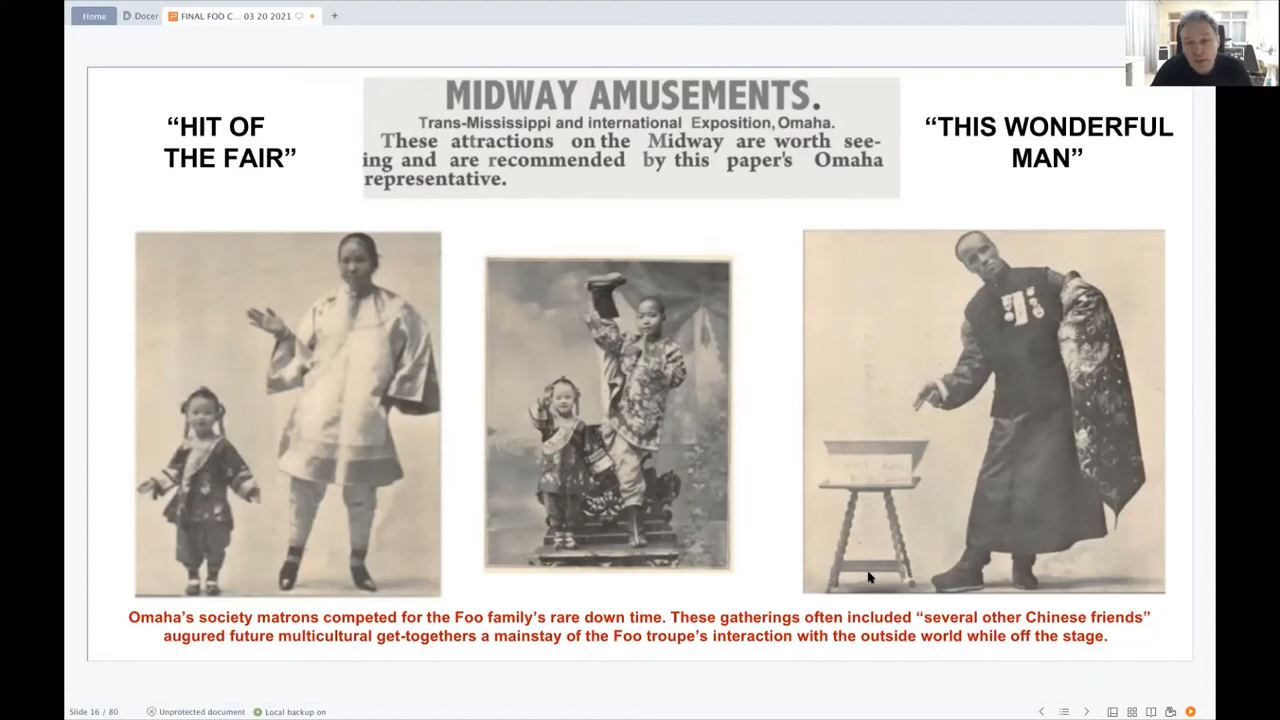 Home
Docer
FINAL FOO C... 03 20 2021
“HIT OF
THE FAIR”
MIDWAY AMUSEMENTS.
Trans-Mississippi and international Exposition, Omaha.
These attractions on the Midway are worth see-
ing and are recommended by this paper's Omaha
representative.
“THIS WONDERFUL
MAN”
Omaha’s society matrons competed for the Foo family’s rare down time. These gatherings often included “several other Chinese friends”
augured future multicultural get-togethers a mainstay of the Foo troupe’s interaction with the outside world while off the stage.
Slide 16 / 80
Unprotected document
Local backup on